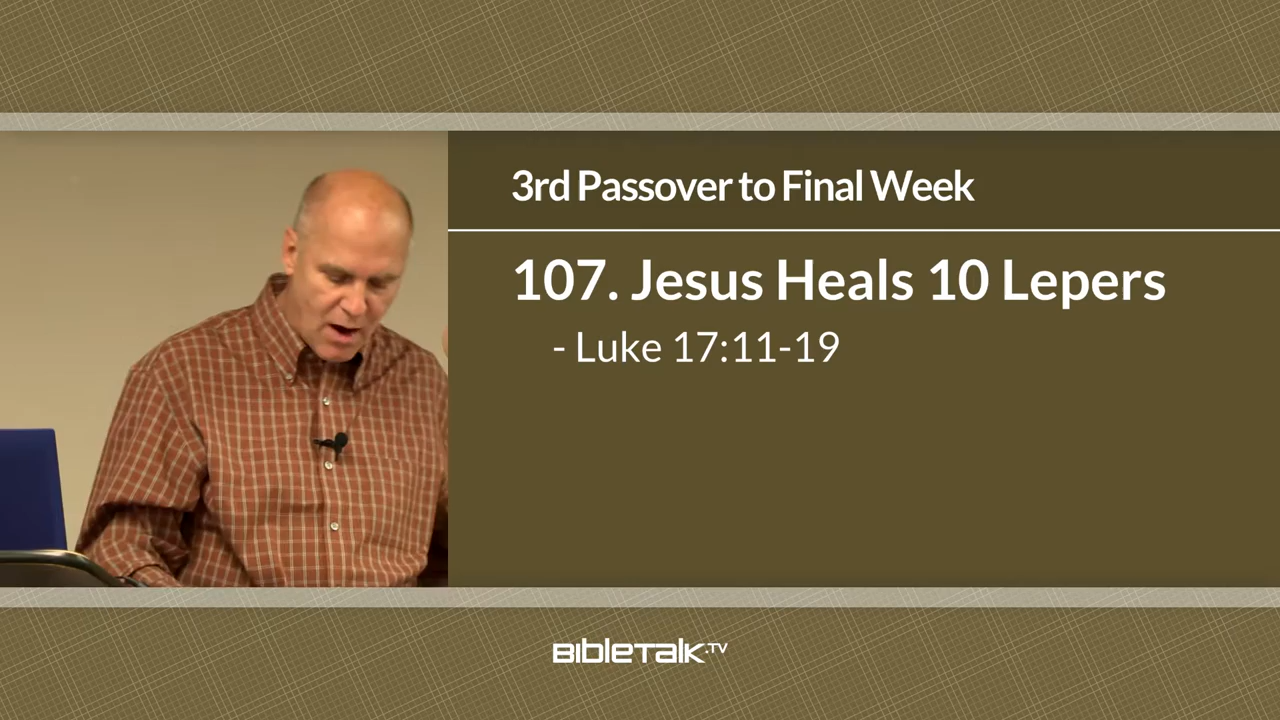 3rd Passover to Final Week
107. Jesus Heals 10 Lepers
- Luke 17:11-19
BibleTalk.TV